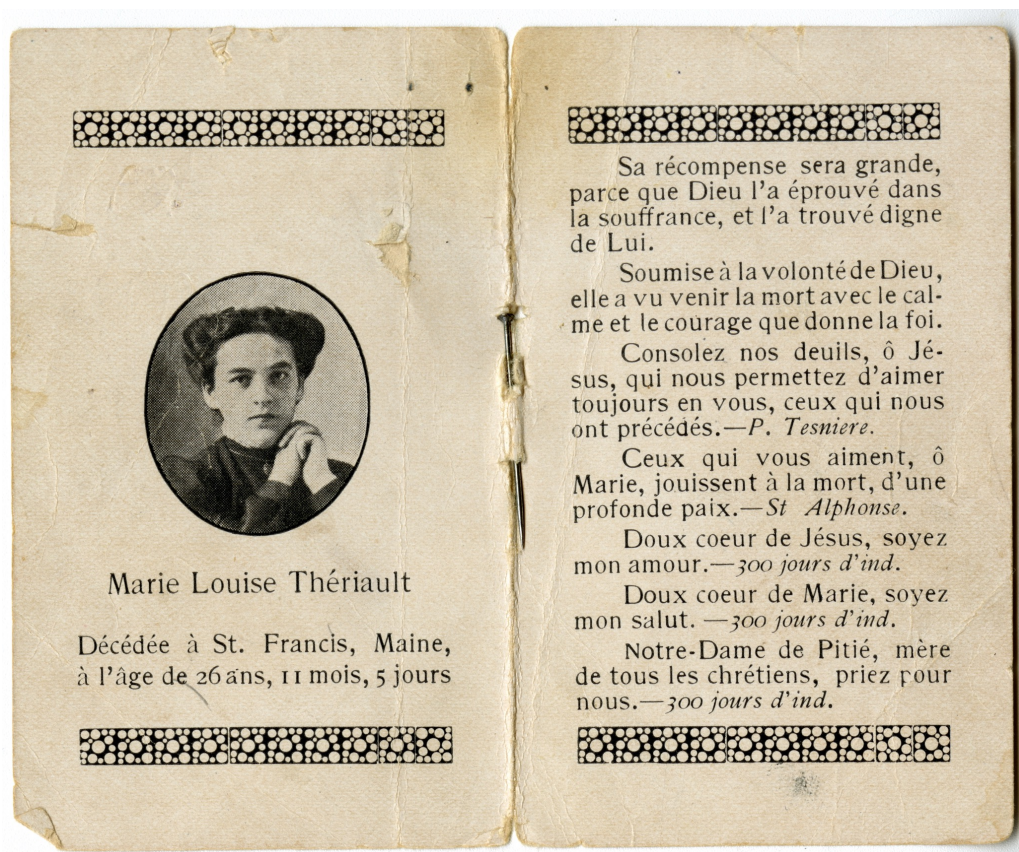 Marie Louise Thériault
Décédée à St. Francis, Maine,
à l'âge de 26 ans, 11 mois, 5 jours
Sa récompense sera grande,
parce que Dieu l'a éprouvé dans
la souffrance, et l'a trouvé digne
de Lui.
Soumise à la volonté de Dieu,
elle a vu venir la mort avec le cal-
me et le courage que donne la foi.
Consolez nos deuils, ô Jé-
sus, qui nous permettez d'aimer
toujours en vous, ceux qui nous
ont précédés.—P. Tesniere.
Ceux qui vous aiment, ô
Marie, jouissent à la mort, d'une
profonde paix.—St Alphonse.
Doux coeur de Jésus, soyez
mon amour.—300 jours d'ind.
Doux coeur de Marie, soyez
mon salut. —300 jours d'ind.
Notre-Dame de Pitié, mère
de tous les chrétiens, priez pour
nous.—300 jours d'ind.